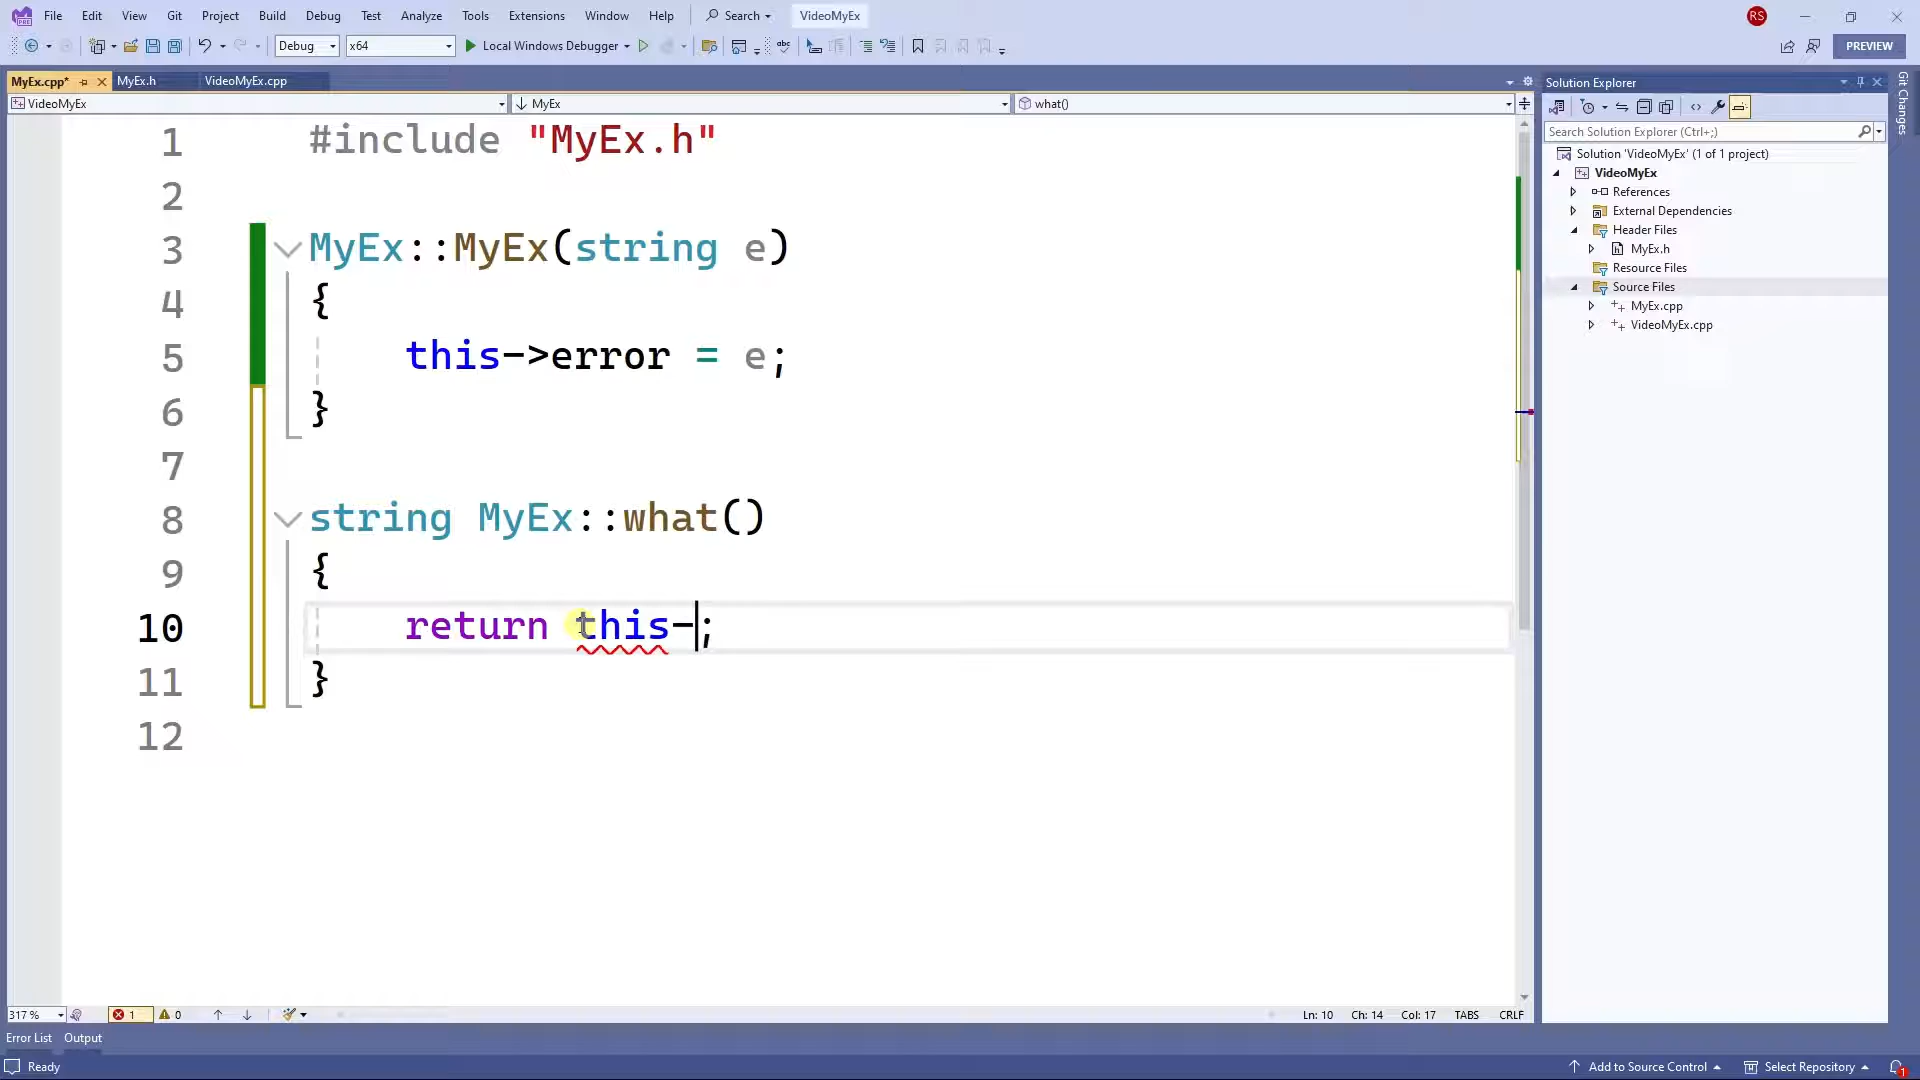 File Edit View Git Project Build Debug Test Analyze Tools Extensions Window Help Search VideoMyEx RS
Debug x64 Local Windows Debugger PREVIEW
MyEx.cpp* MyEx.h VideoMyEx.cpp
VideoMyEx MyEx what()
1 #include "MyEx.h"
2
3 MyEx::MyEx(string e)
4 {
5 this->error = e;
6 }
7
8 string MyEx::what()
9 {
10 return this-;
11 }
12
317 % 1 0 Ln: 10 Ch: 14 Col: 17 TABS CRLF
Error List Output
Ready Add to Source Control Select Repository 1
Solution Explorer
Search Solution Explorer (Ctrl+;)
Solution 'VideoMyEx' (1 of 1 project)
VideoMyEx
References
External Dependencies
Header Files
MyEx.h
Resource Files
Source Files
MyEx.cpp
VideoMyEx.cpp
Git Changes